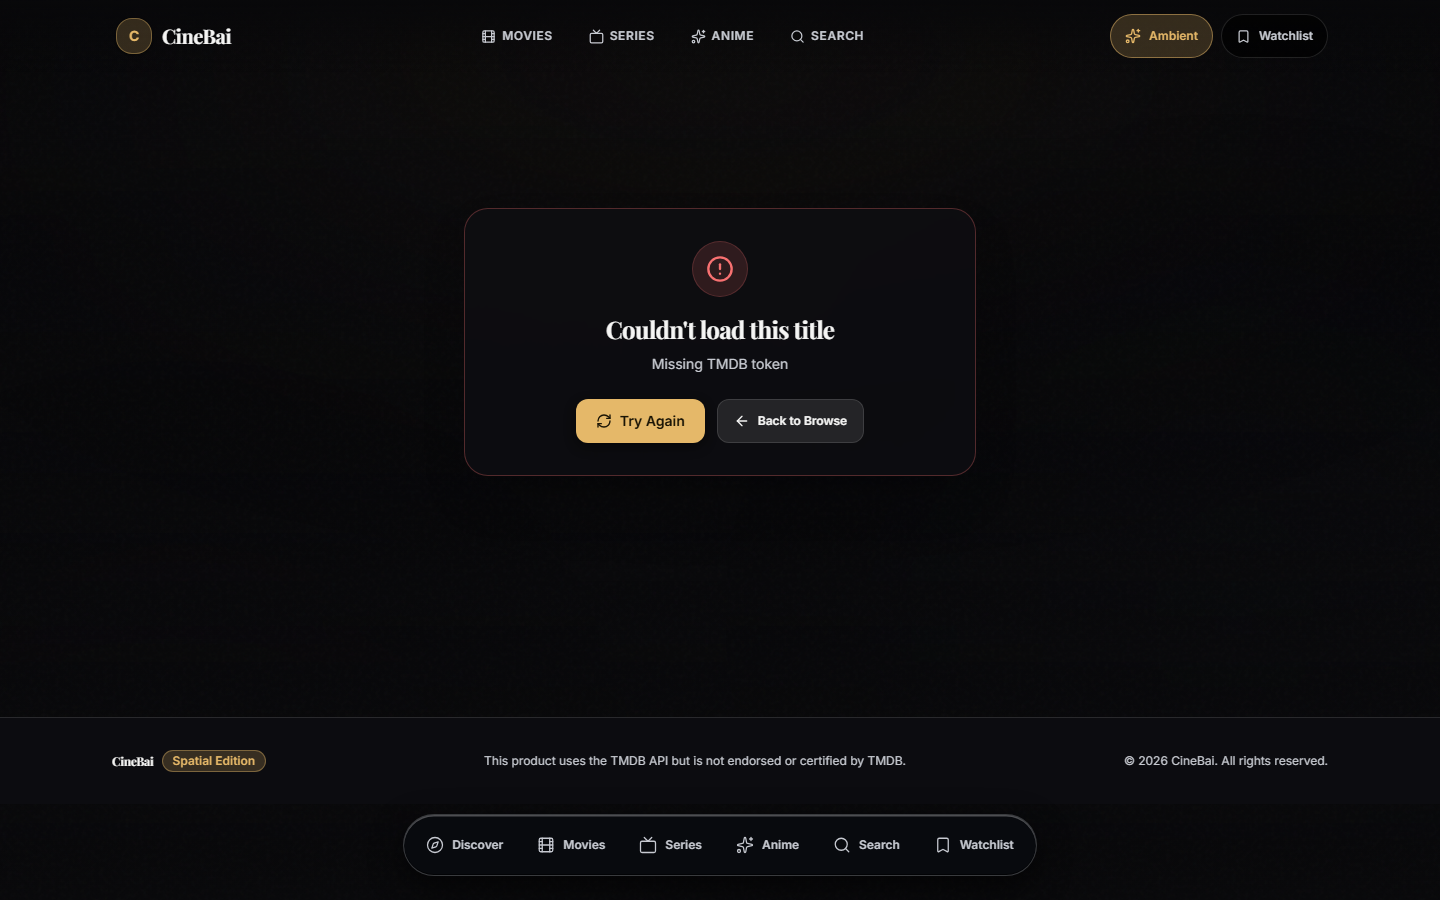 C CineBai
MOVIES SERIES ANIME SEARCH
Ambient Watchlist
Couldn't load this title
Missing TMDB token
Try Again Back to Browse
CineBai Spatial Edition
This product uses the TMDB API but is not endorsed or certified by TMDB.
© 2026 CineBai. All rights reserved.
Discover Movies Series Anime Search Watchlist